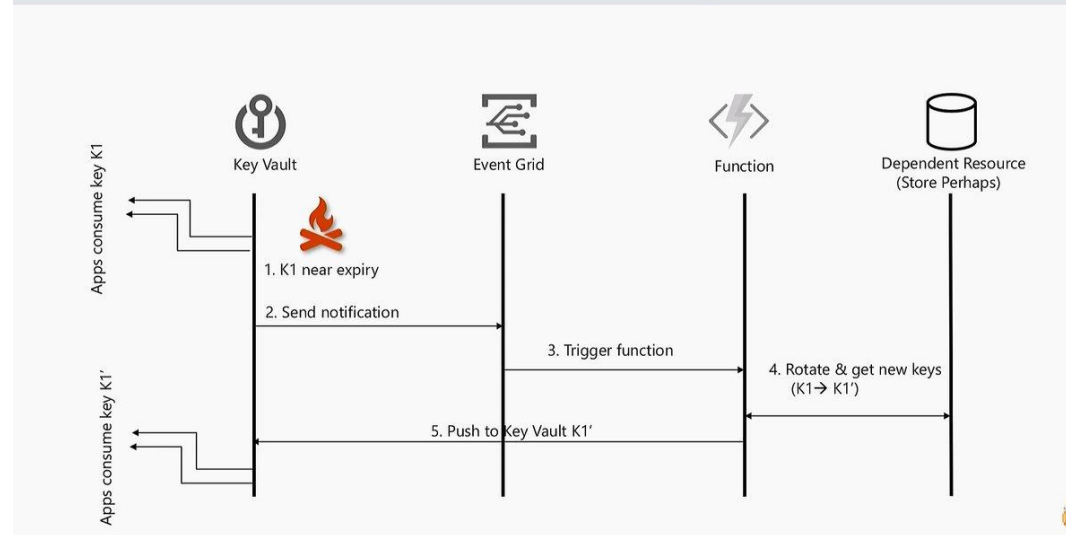 Key Vault
Event Grid
Function
Dependent Resource
(Store Perhaps)
Apps consume key K1
1. K1 near expiry
2. Send notification
3. Trigger function
4. Rotate & get new keys
(K1→ K1′)
5. Push to Key Vault K1′
Apps consume key K1′